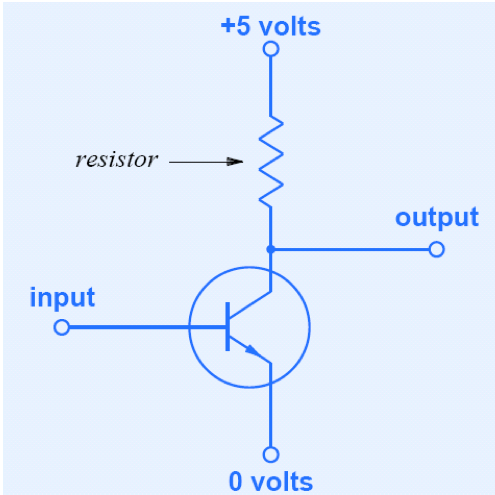 +5 volts
resistor
output
input
0 volts